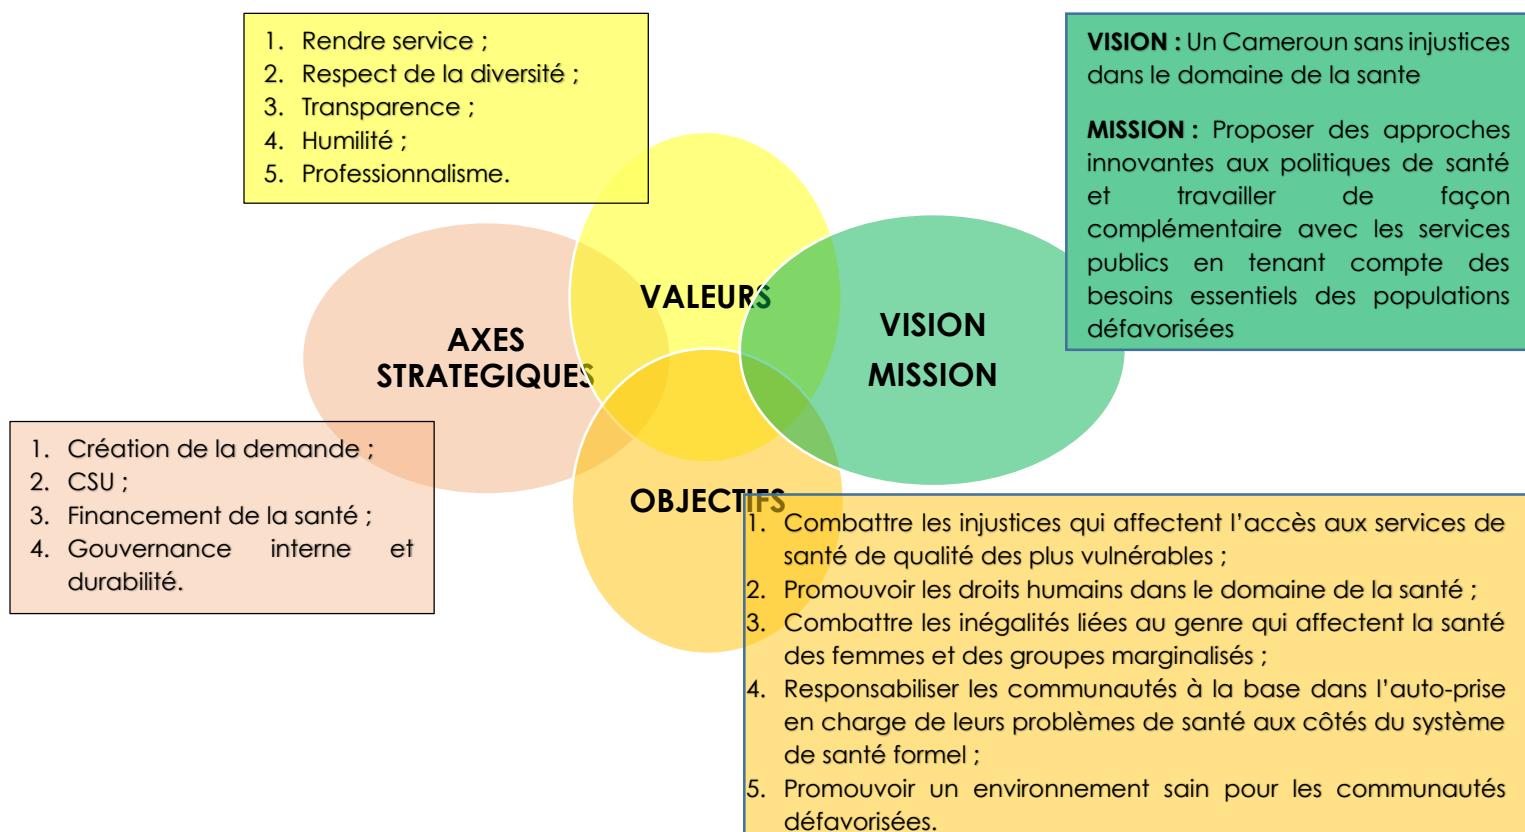 1. Rendre service ;
2. Respect de la diversité ;
3. Transparence ;
4. Humilité ;
5. Professionnalisme.
VISION : Un Cameroun sans injustices
dans le domaine de la sante
MISSION : Proposer des approches
innovantes aux politiques de santé
et travailler de façon
complémentaire avec les services
publics en tenant compte des
besoins essentiels des populations
défavorisées
VALEURS
AXES
STRATEGIQUES
VISION
MISSION
OBJECTIFS
1. Création de la demande ;
2. CSU ;
3. Financement de la santé ;
4. Gouvernance interne et
durabilité.
1. Combattre les injustices qui affectent l’accès aux services de
santé de qualité des plus vulnérables ;
2. Promouvoir les droits humains dans le domaine de la santé ;
3. Combattre les inégalités liées au genre qui affectent la santé
des femmes et des groupes marginalisés ;
4. Responsabiliser les communautés à la base dans l’auto-prise
en charge de leurs problèmes de santé aux côtés du système
de santé formel ;
5. Promouvoir un environnement sain pour les communautés
défavorisées.